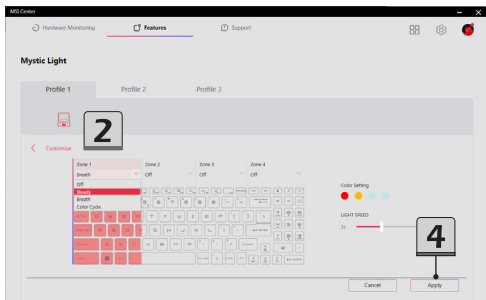 MSI Center
Hardware Monitoring
Features
Support
Mystic Light
Profile 1
Profile 2
Profile 3
2
Customize
Zone 1
Zone 2
Zone 3
Zone 4
Breath
Off
Off
Off
Off
Steady
Breath
Color Cycle
Color Setting
LIGHT SPEED
4
Cancel
Apply